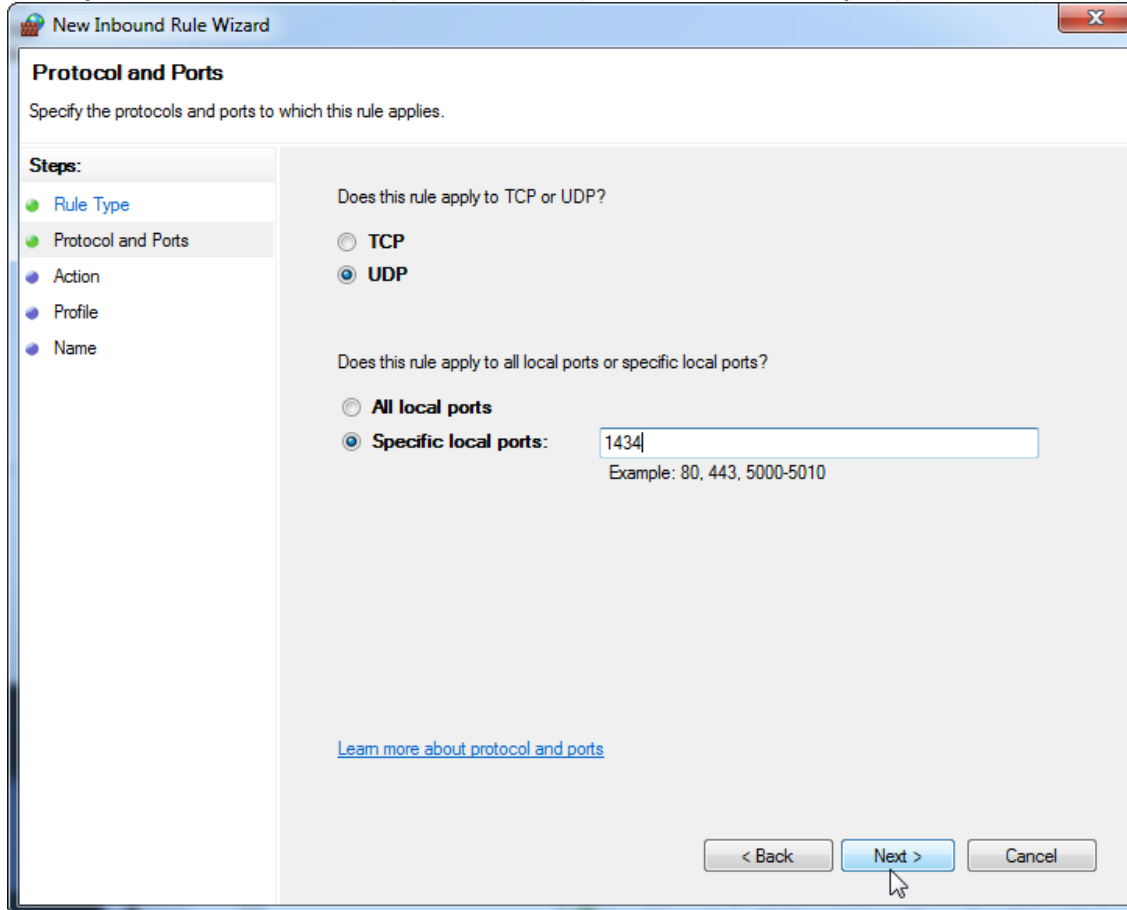 New Inbound Rule Wizard
X
Protocol and Ports
Specify the protocols and ports to which this rule applies.
Steps:
Rule Type
Protocol and Ports
Action
Profile
Name
Does this rule apply to TCP or UDP?
TCP
UDP
Does this rule apply to all local ports or specific local ports?
All local ports
Specific local ports: 1434
Example: 80, 443, 5000-5010
Learn more about protocol and ports
< Back Next > Cancel